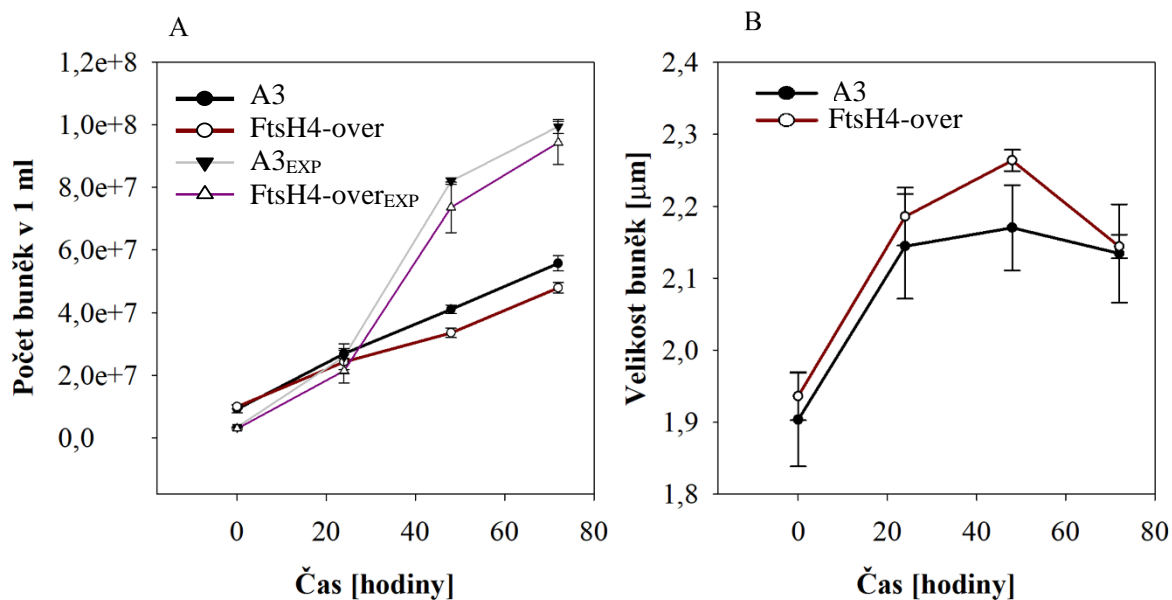 A
Počet buněk v 1 ml
1,2e+8
1,0e+8
8,0e+7
6,0e+7
4,0e+7
2,0e+7
0,0
A3
FtsH4-over
A3EXP
FtsH4-overEXP
0 20 40 60 80
Čas [hodiny]
B
Velikost buněk [μm]
2,4
2,3
2,2
2,1
2,0
1,9
1,8
A3
FtsH4-over
0 20 40 60 80
Čas [hodiny]